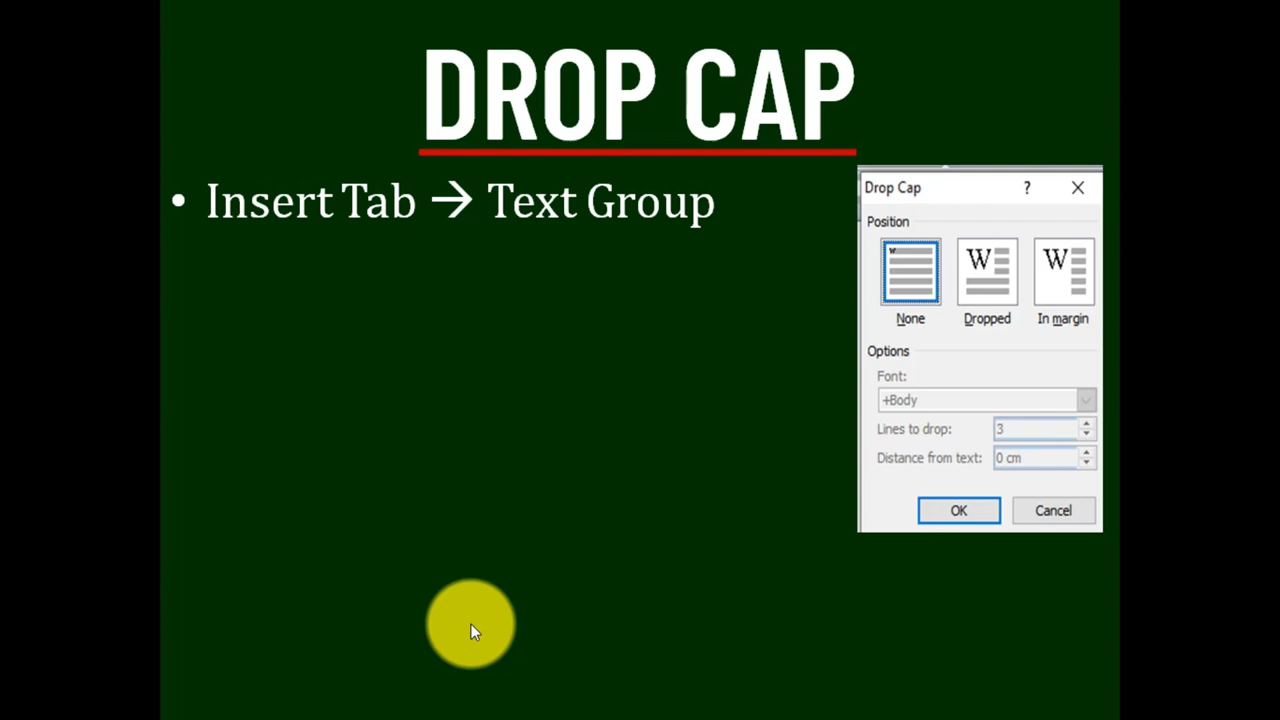 DROP CAP
• Insert Tab → Text Group
Drop Cap ? ×
Position
W W W
None Dropped In margin
Options
Font:
+Body
Lines to drop: 3
Distance from text: 0 cm
OK Cancel